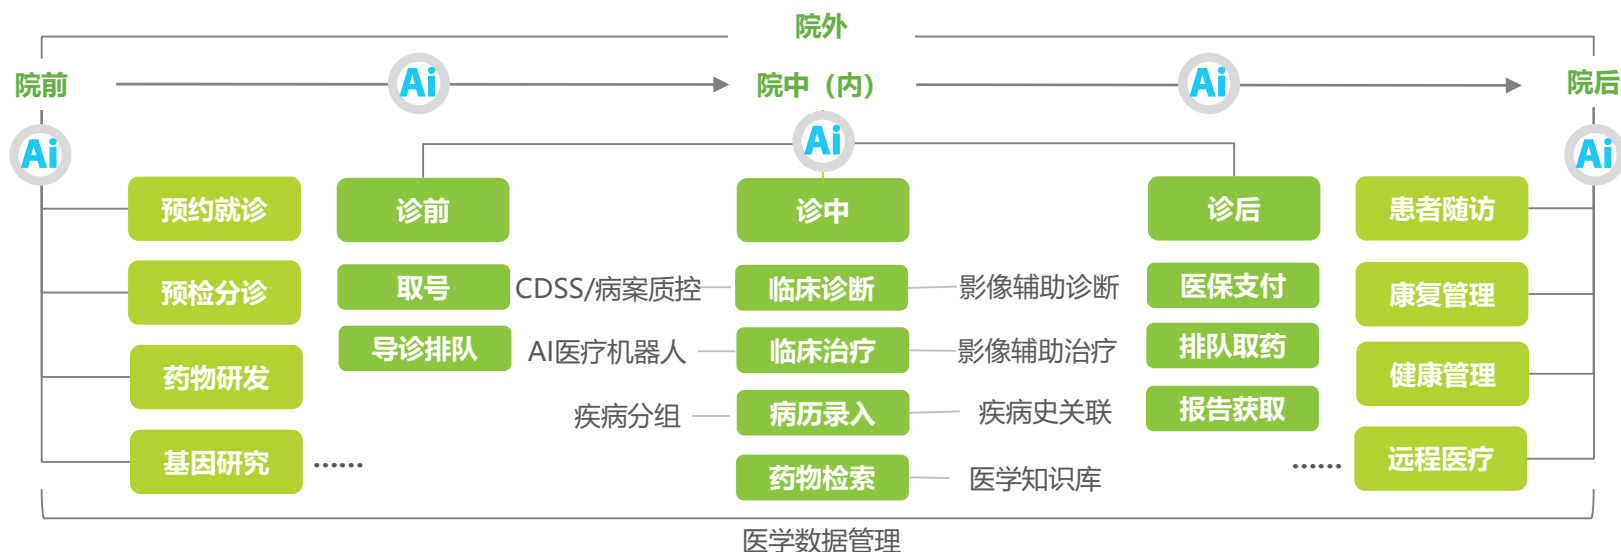 院外
院前
Ai
院中（内）
Ai
院后
Ai
Ai
Ai
预约就诊
诊前
诊中
诊后
患者随访
预检分诊
取号
CDSS/病案质控
临床诊断
影像辅助诊断
医保支付
康复管理
导诊排队
AI医疗机器人
临床治疗
影像辅助治疗
排队取药
药物研发
健康管理
疾病分组
病历录入
疾病史关联
报告获取
基因研究
……
药物检索
医学知识库
……
远程医疗
医学数据管理